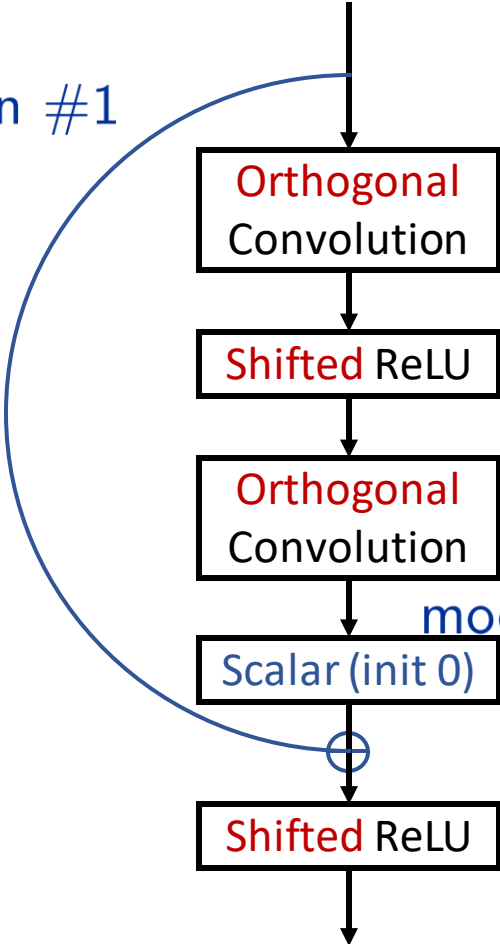 n #1
Orthogonal
Convolution
Shifted ReLU
Orthogonal
Convolution
Scalar (init 0)
Shifted ReLU